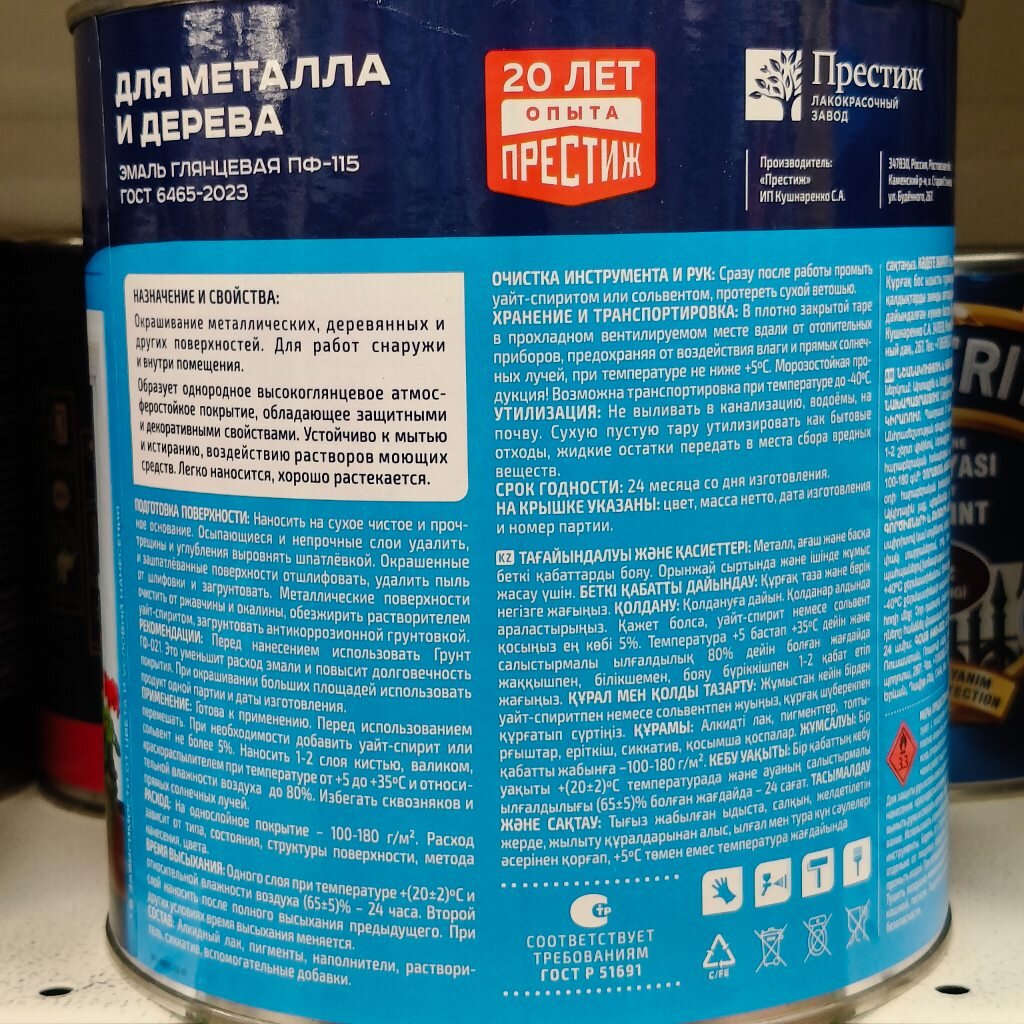 ДЛЯ МЕТАЛЛА
И ДЕРЕВА
ЭМАЛЬ ГЛЯНЦЕВАЯ ПФ-115
ГОСТ 6465-2023
20 ЛЕТ
ОПЫТА
ПРЕСТИЖ
Престиж
ЛАКОКРАСОЧНЫЙ
ЗАВОД
Производитель:
«Престиж»
ИП Кушнаренко С.А.
347830, Россия,
Каменский р-н, х.
ул. Будённого, 267.
НАЗНАЧЕНИЕ И СВОЙСТВА:
Окрашивание металлических, деревянных и
других поверхностей. Для работ снаружи
и внутри помещения.
Образует однородное высокоглянцевое атмос-
феростойкое покрытие, обладающее защитными
и декоративными свойствами. Устойчиво к мытью
и истиранию, воздействию растворов моющих
средств. Легко наносится, хорошо растекается.
ПОДГОТОВКА ПОВЕРХНОСТИ: Наносить на сухое чистое и проч-
ное основание. Осыпающиеся и непрочные слои удалить,
трещины и углубления выровнять шпатлёвкой. Окрашенные
и зашпатлёванные поверхности отшлифовать, удалить пыль
от шлифовки и загрунтовать. Металлические поверхности
очистить от ржавчины и окалины, обезжирить растворителем
уайт-спиритом, загрунтовать антикоррозионной грунтовкой.
РЕКОМЕНДАЦИИ: Перед нанесением использовать Грунт
ГФ-021 Это уменьшит расход эмали и повысит долговечность
покрытия. При окрашивании больших площадей использовать
продукт одной партии и даты изготовления.
ПРИМЕНЕНИЕ: Готова к применению. Перед использованием
перемешать. При необходимости добавить уайт-спирит или
сольвент не более 5%. Наносить 1-2 слоя кистью, валиком,
краскораспылителем при температуре от +5 до +35ºС и относи-
тельной влажности воздуха до 80%. Избегать сквозняков и
прямых солнечных лучей.
РАСХОД: На однослойное покрытие – 100-180 г/м². Расход
зависит от типа, состояния, структуры поверхности, метода
нанесения, цвета.
ВРЕМЯ ВЫСЫХАНИЯ: Одного слоя при температуре +(20±2)ºС и
относительной влажности воздуха (65±5)% – 24 часа. Второй
слой наносить после полного высыхания предыдущего. При
других условиях время высыхания меняется.
СОСТАВ: Алкидный лак, пигменты, наполнители, раствори-
тель, сиккатив, вспомогательные добавки.
ОЧИСТКА ИНСТРУМЕНТА И РУК: Сразу после работы промыть
уайт-спиритом или сольвентом, протереть сухой ветошью.
ХРАНЕНИЕ И ТРАНСПОРТИРОВКА: В плотно закрытой таре
в прохладном вентилируемом месте вдали от отопительных
приборов, предохраняя от воздействия влаги и прямых солнеч-
ных лучей, при температуре не ниже +5ºС. Морозостойкая про-
дукция! Возможна транспортировка при температуре до -40ºС
УТИЛИЗАЦИЯ: Не выливать в канализацию, водоёмы, на
почву. Сухую пустую тару утилизировать как бытовые
отходы, жидкие остатки передать в места сбора вредных
веществ.
СРОК ГОДНОСТИ: 24 месяца со дня изготовления.
НА КРЫШКЕ УКАЗАНЫ: цвет, масса нетто, дата изготовления
и номер партии.
KZ ТАҒАЙЫНДАЛУЫ ЖӘНЕ ҚАСИЕТТЕРІ: Металл, ағаш және басқа
беткі қабаттарды бояу. Орынжай сыртында және ішінде жұмыс
жасау үшін. БЕТКІ ҚАБАТТЫ ДАЙЫНДАУ: Құрғақ таза және берік
негізге жағыңыз. ҚОЛДАНУ: Қолдануға дайын. Қолданар алдында
араластырыңыз. Қажет болса, уайт-спирит немесе сольвент
қосыңыз ең көбі 5%. Температура +5 бастап +35ºС дейін және
салыстырмалы ылғалдылық 80% дейін болған жағдайда
жаққышпен, білікшемен, бояу бүріккішпен 1-2 қабат етіп
жағыңыз. ҚҰРАЛ МЕН ҚОЛДЫ ТАЗАРТУ: Жұмыстан кейін бірден
уайт-спиритпен немесе сольвентпен жуыңыз, құрғақ шүберекпен
құрғатып сүртіңіз. ҚҰРАМЫ: Алкидті лак, пигменттер, толты-
рғыштар, еріткіш, сиккатив, қосымша қоспалар. ЖҰМСАЛУЫ: Бір
қабатты жабынға –100-180 г/м². КЕБУ УАҚЫТЫ: Бір қабаттың кебу
уақыты +(20±2)ºС температурада және ауаның салыстырмалы
ылғалдылығы (65±5)% болған жағдайда – 24 сағат. ТАСЫМАЛДАУ
ЖӘНЕ САҚТАУ: Тығыз жабылған ыдыста, салқын, желдетілетін
жерде, жылыту құралдарынан алыс, ылғал мен тура күн сәулелері
әсерінен қорғап, +5ºС төмен емес температура жағдайында
СООТВЕТСТВУЕТ
ТРЕБОВАНИЯМ
ГОСТ Р 51691
C/FE